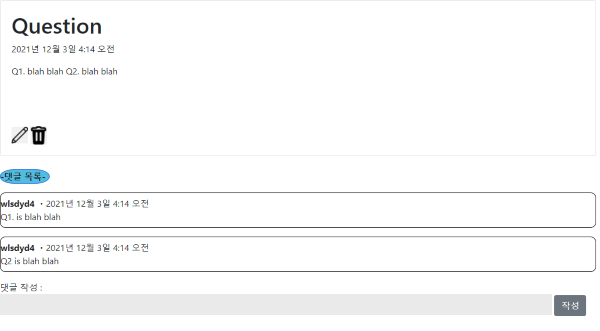 Question
2021년 12월 3일 4:14 오전
Q1. blah blah Q2. blah blah
-댓글 목록-
wlsdyd4 • 2021년 12월 3일 4:14 오전
Q1. is blah blah
wlsdyd4 • 2021년 12월 3일 4:14 오전
Q2 is blah blah
댓글 작성 :
작성